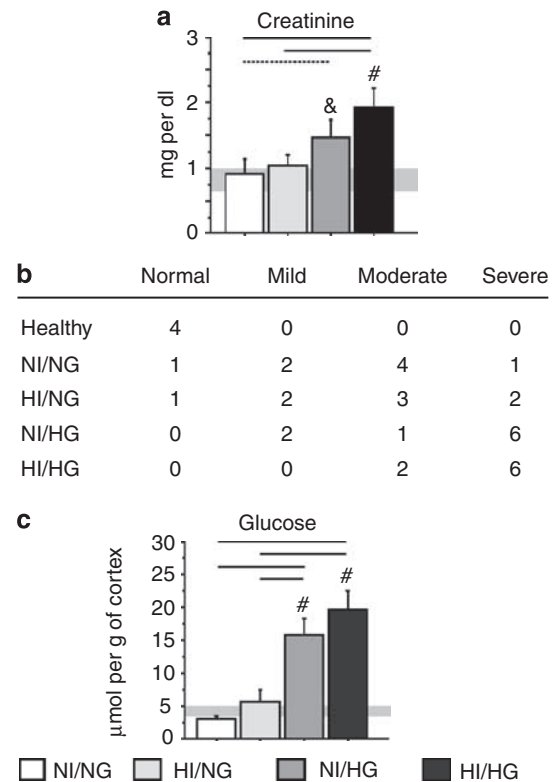 a
Creatinine
mg per dl
3
2
1
0
&
#
b
Normal Mild Moderate Severe
Healthy 4 0 0 0
NI/NG 1 2 4 1
HI/NG 1 2 3 2
NI/HG 0 2 1 6
HI/HG 0 0 2 6
c
Glucose
μmol per g of cortex
30
25
20
15
10
5
0
#
#
NI/NG HI/NG NI/HG HI/HG